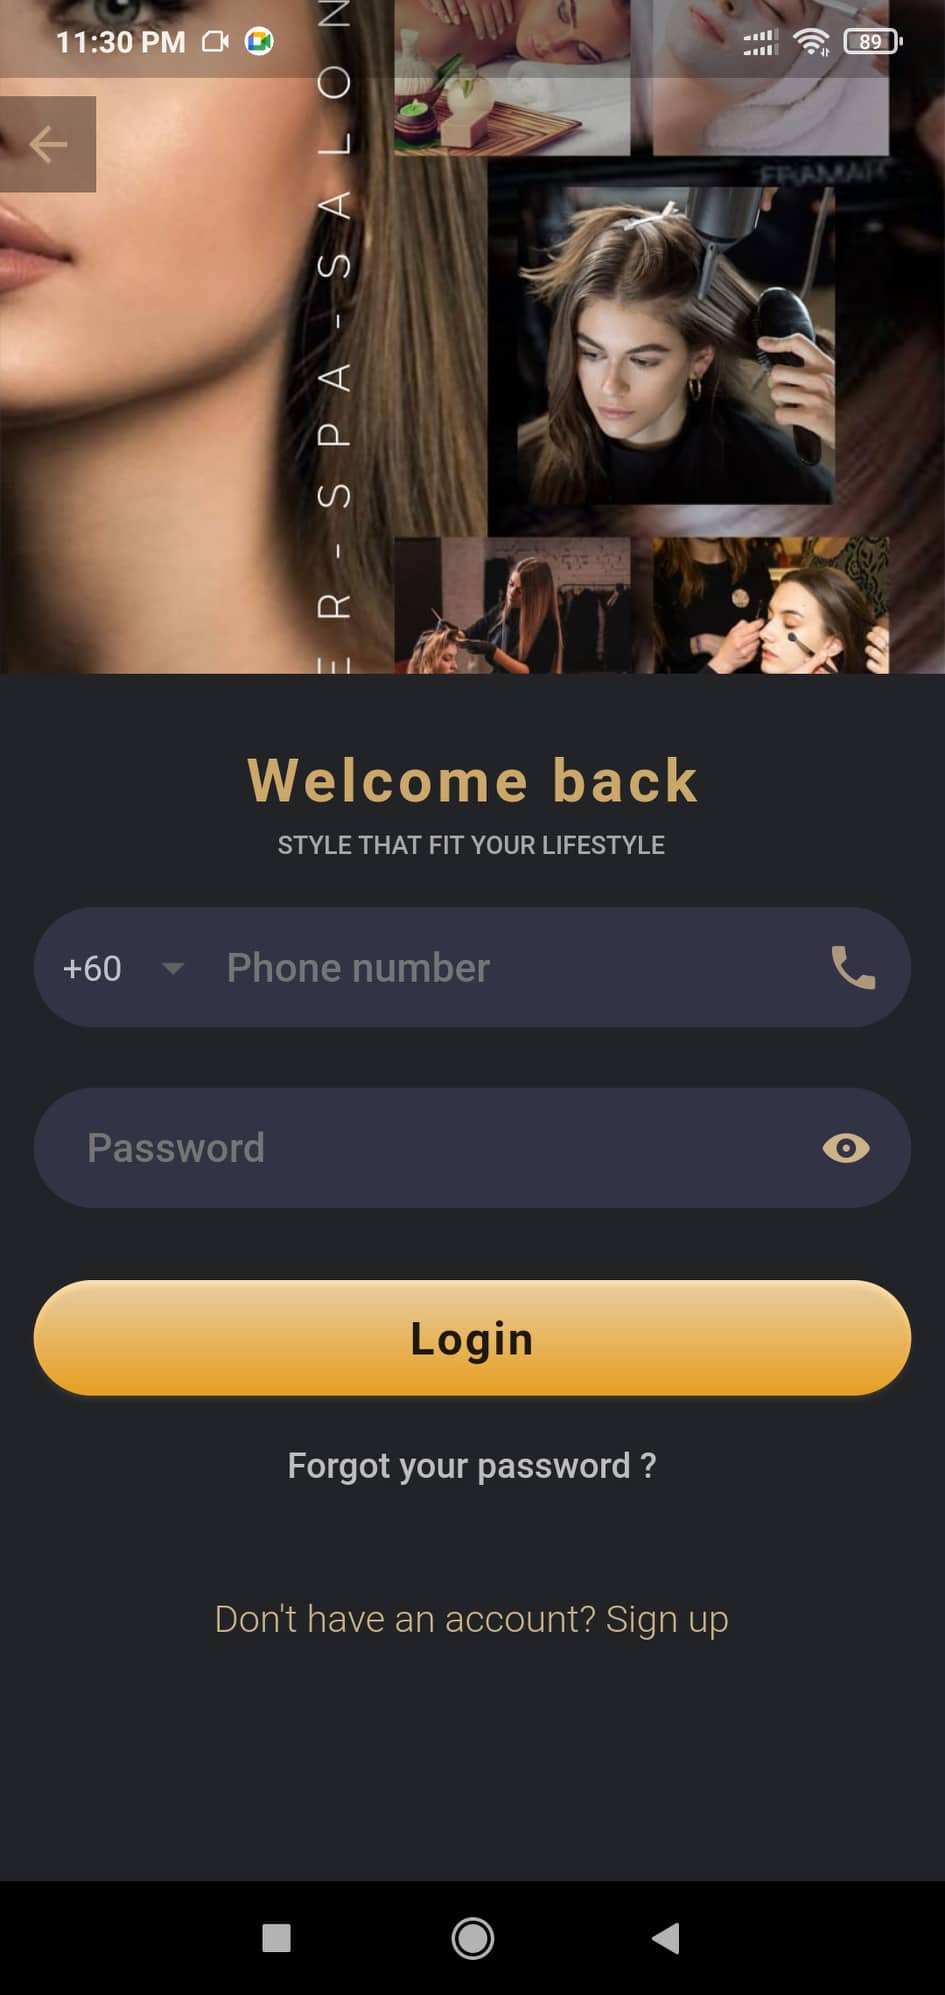 11:30 PM
89
R-SPA-SALON
FRAMAR
Welcome back
STYLE THAT FIT YOUR LIFESTYLE
+60
Phone number
Password
Login
Forgot your password ?
Don't have an account? Sign up